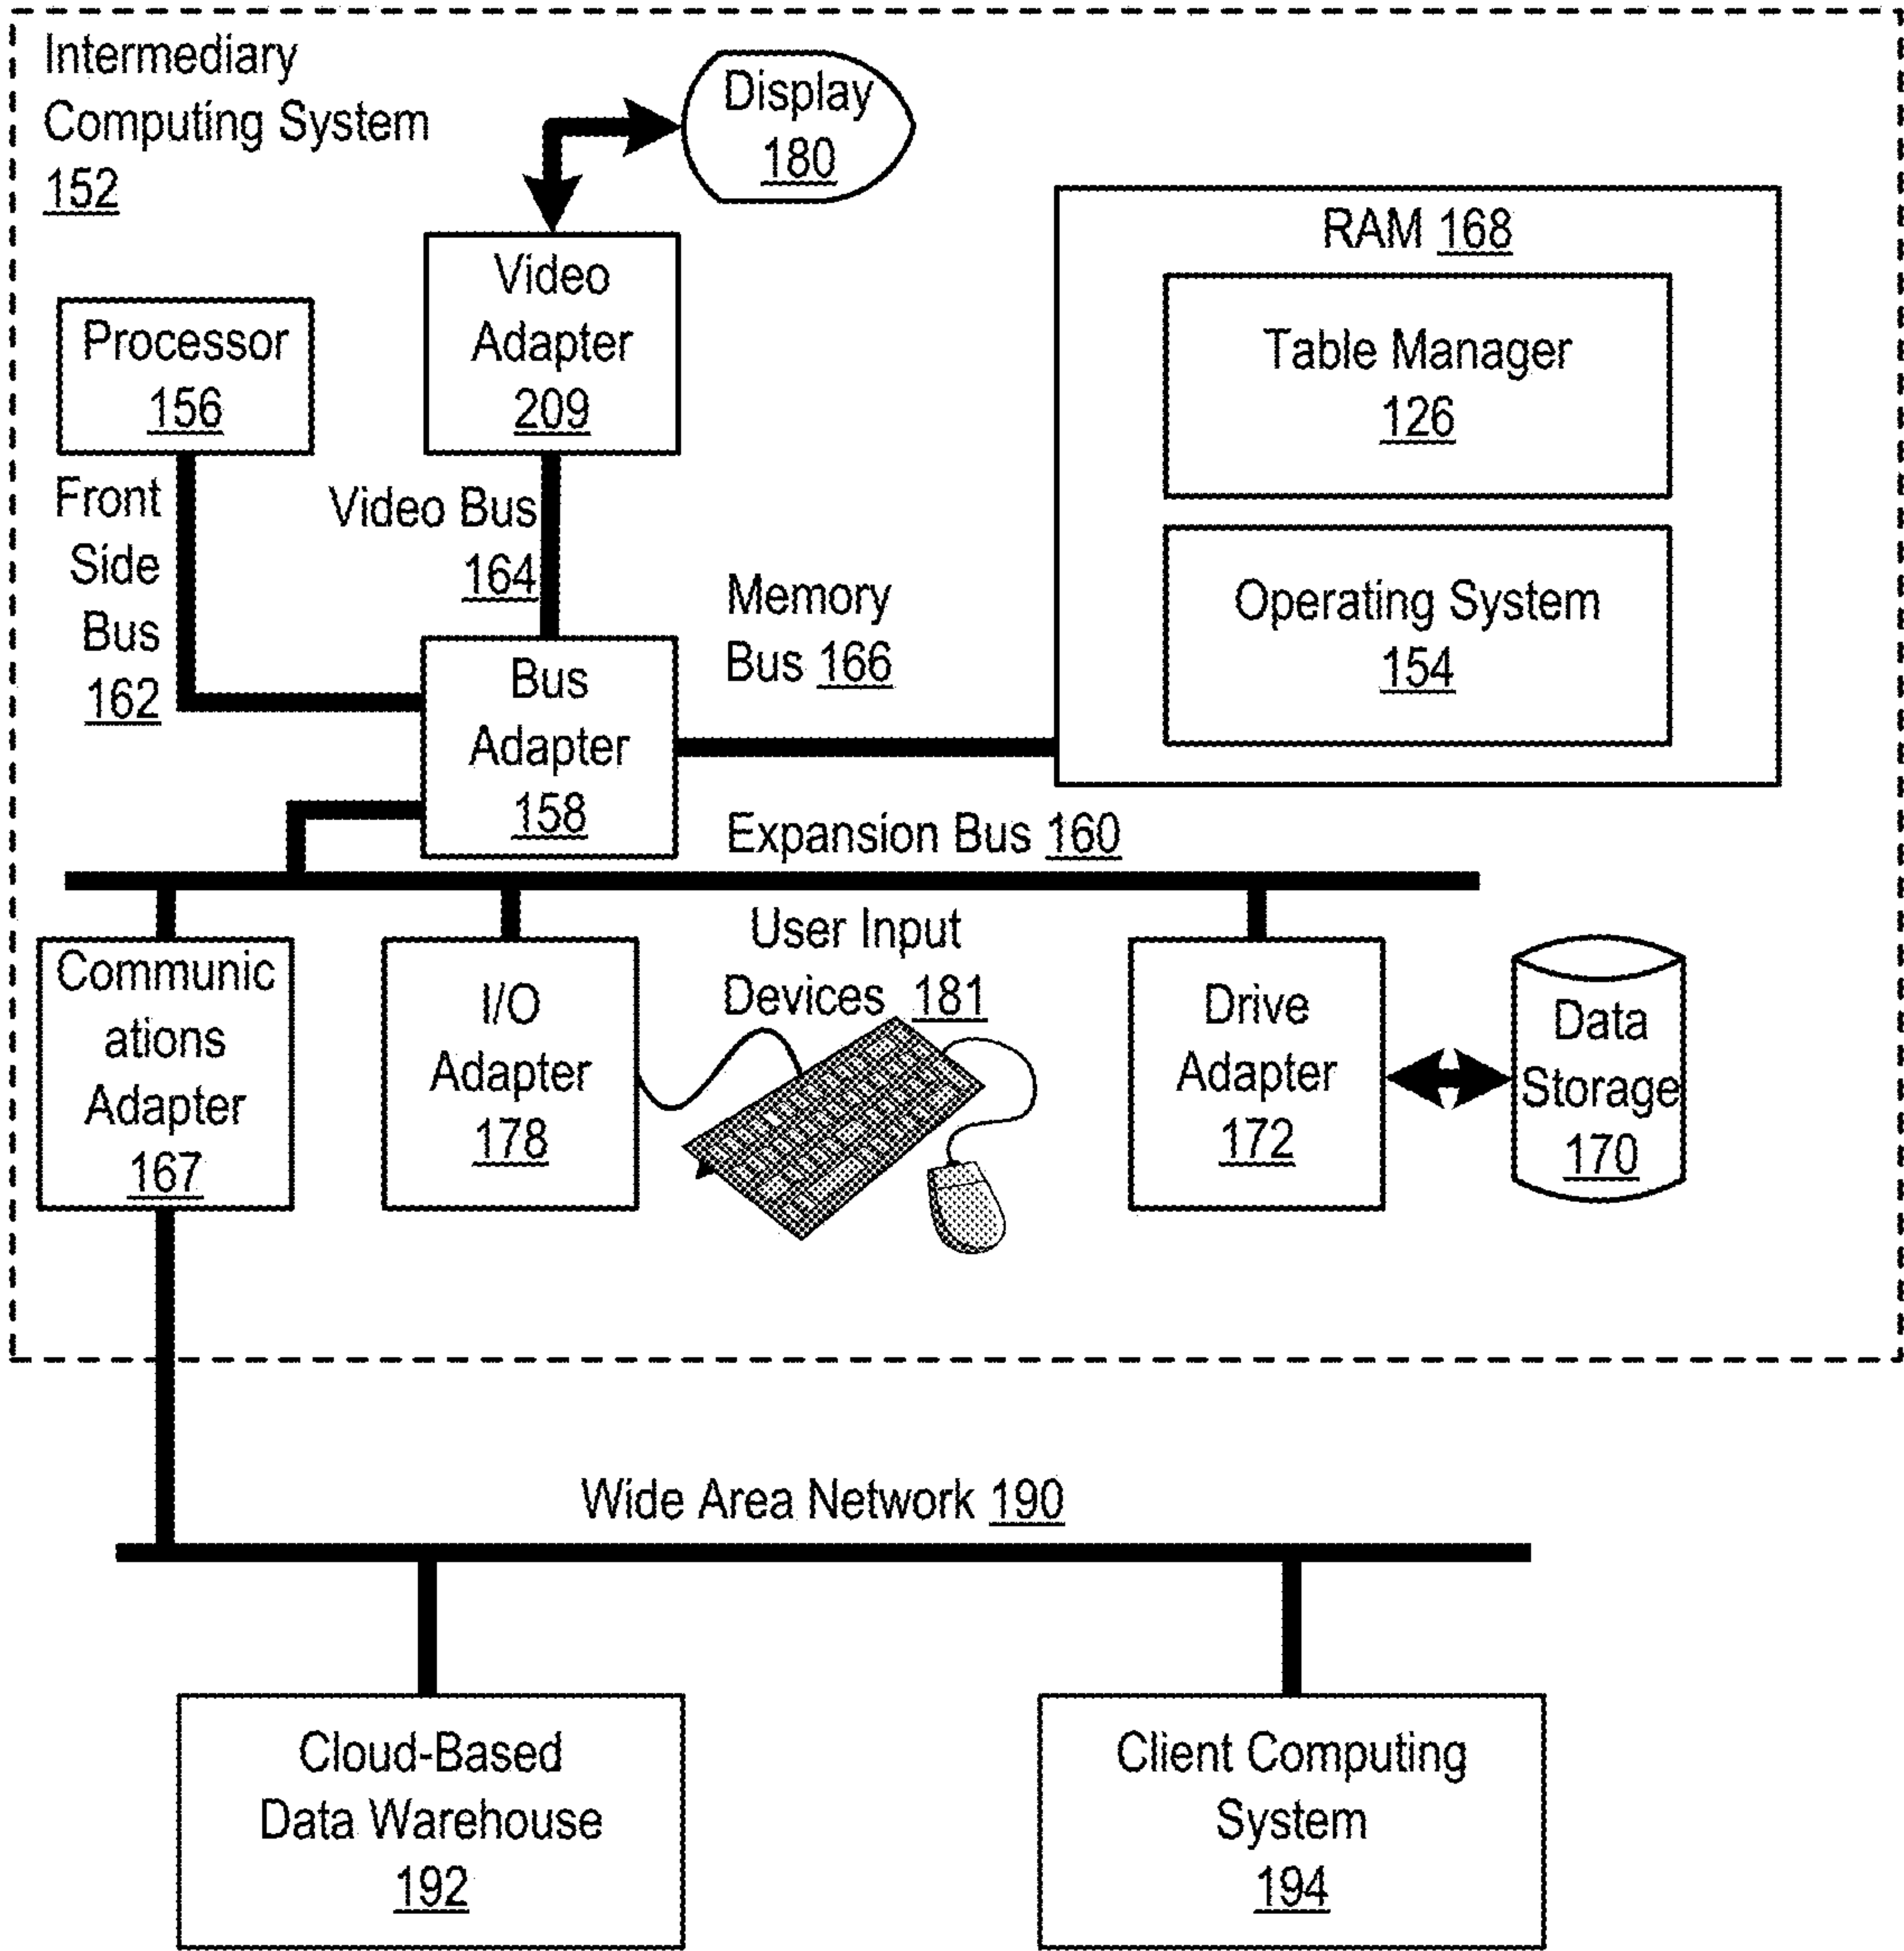 Intermediary
Computing System
152
Display
180
Video
Adapter
209
RAM 168
Table Manager
126
Operating System
154
Processor
156
Front
Side
Bus
162
Video Bus
164
Memory
Bus 166
Bus
Adapter
158
Expansion Bus 160
Communic
ations
Adapter
167
I/O
Adapter
178
User Input
Devices 181
Drive
Adapter
172
Data
Storage
170
Wide Area Network 190
Cloud-Based
Data Warehouse
192
Client Computing
System
194